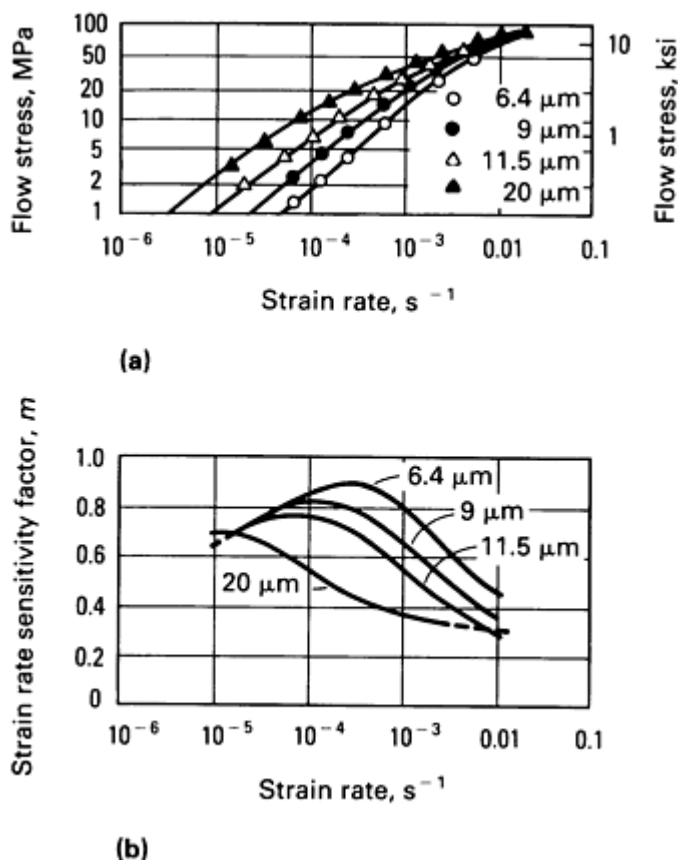 Flow stress, MPa
100
50
20
10
5
2
1
10
1
Flow stress, ksi
6.4 μm
9 μm
11.5 μm
20 μm
10⁻⁶ 10⁻⁵ 10⁻⁴ 10⁻³ 0.01 0.1
Strain rate, s ⁻¹
(a)
Strain rate sensitivity factor, m
1.0
0.8
0.6
0.4
0.2
0
6.4 μm
9 μm
11.5 μm
20 μm
10⁻⁶ 10⁻⁵ 10⁻⁴ 10⁻³ 0.01 0.1
Strain rate, s ⁻¹
(b)